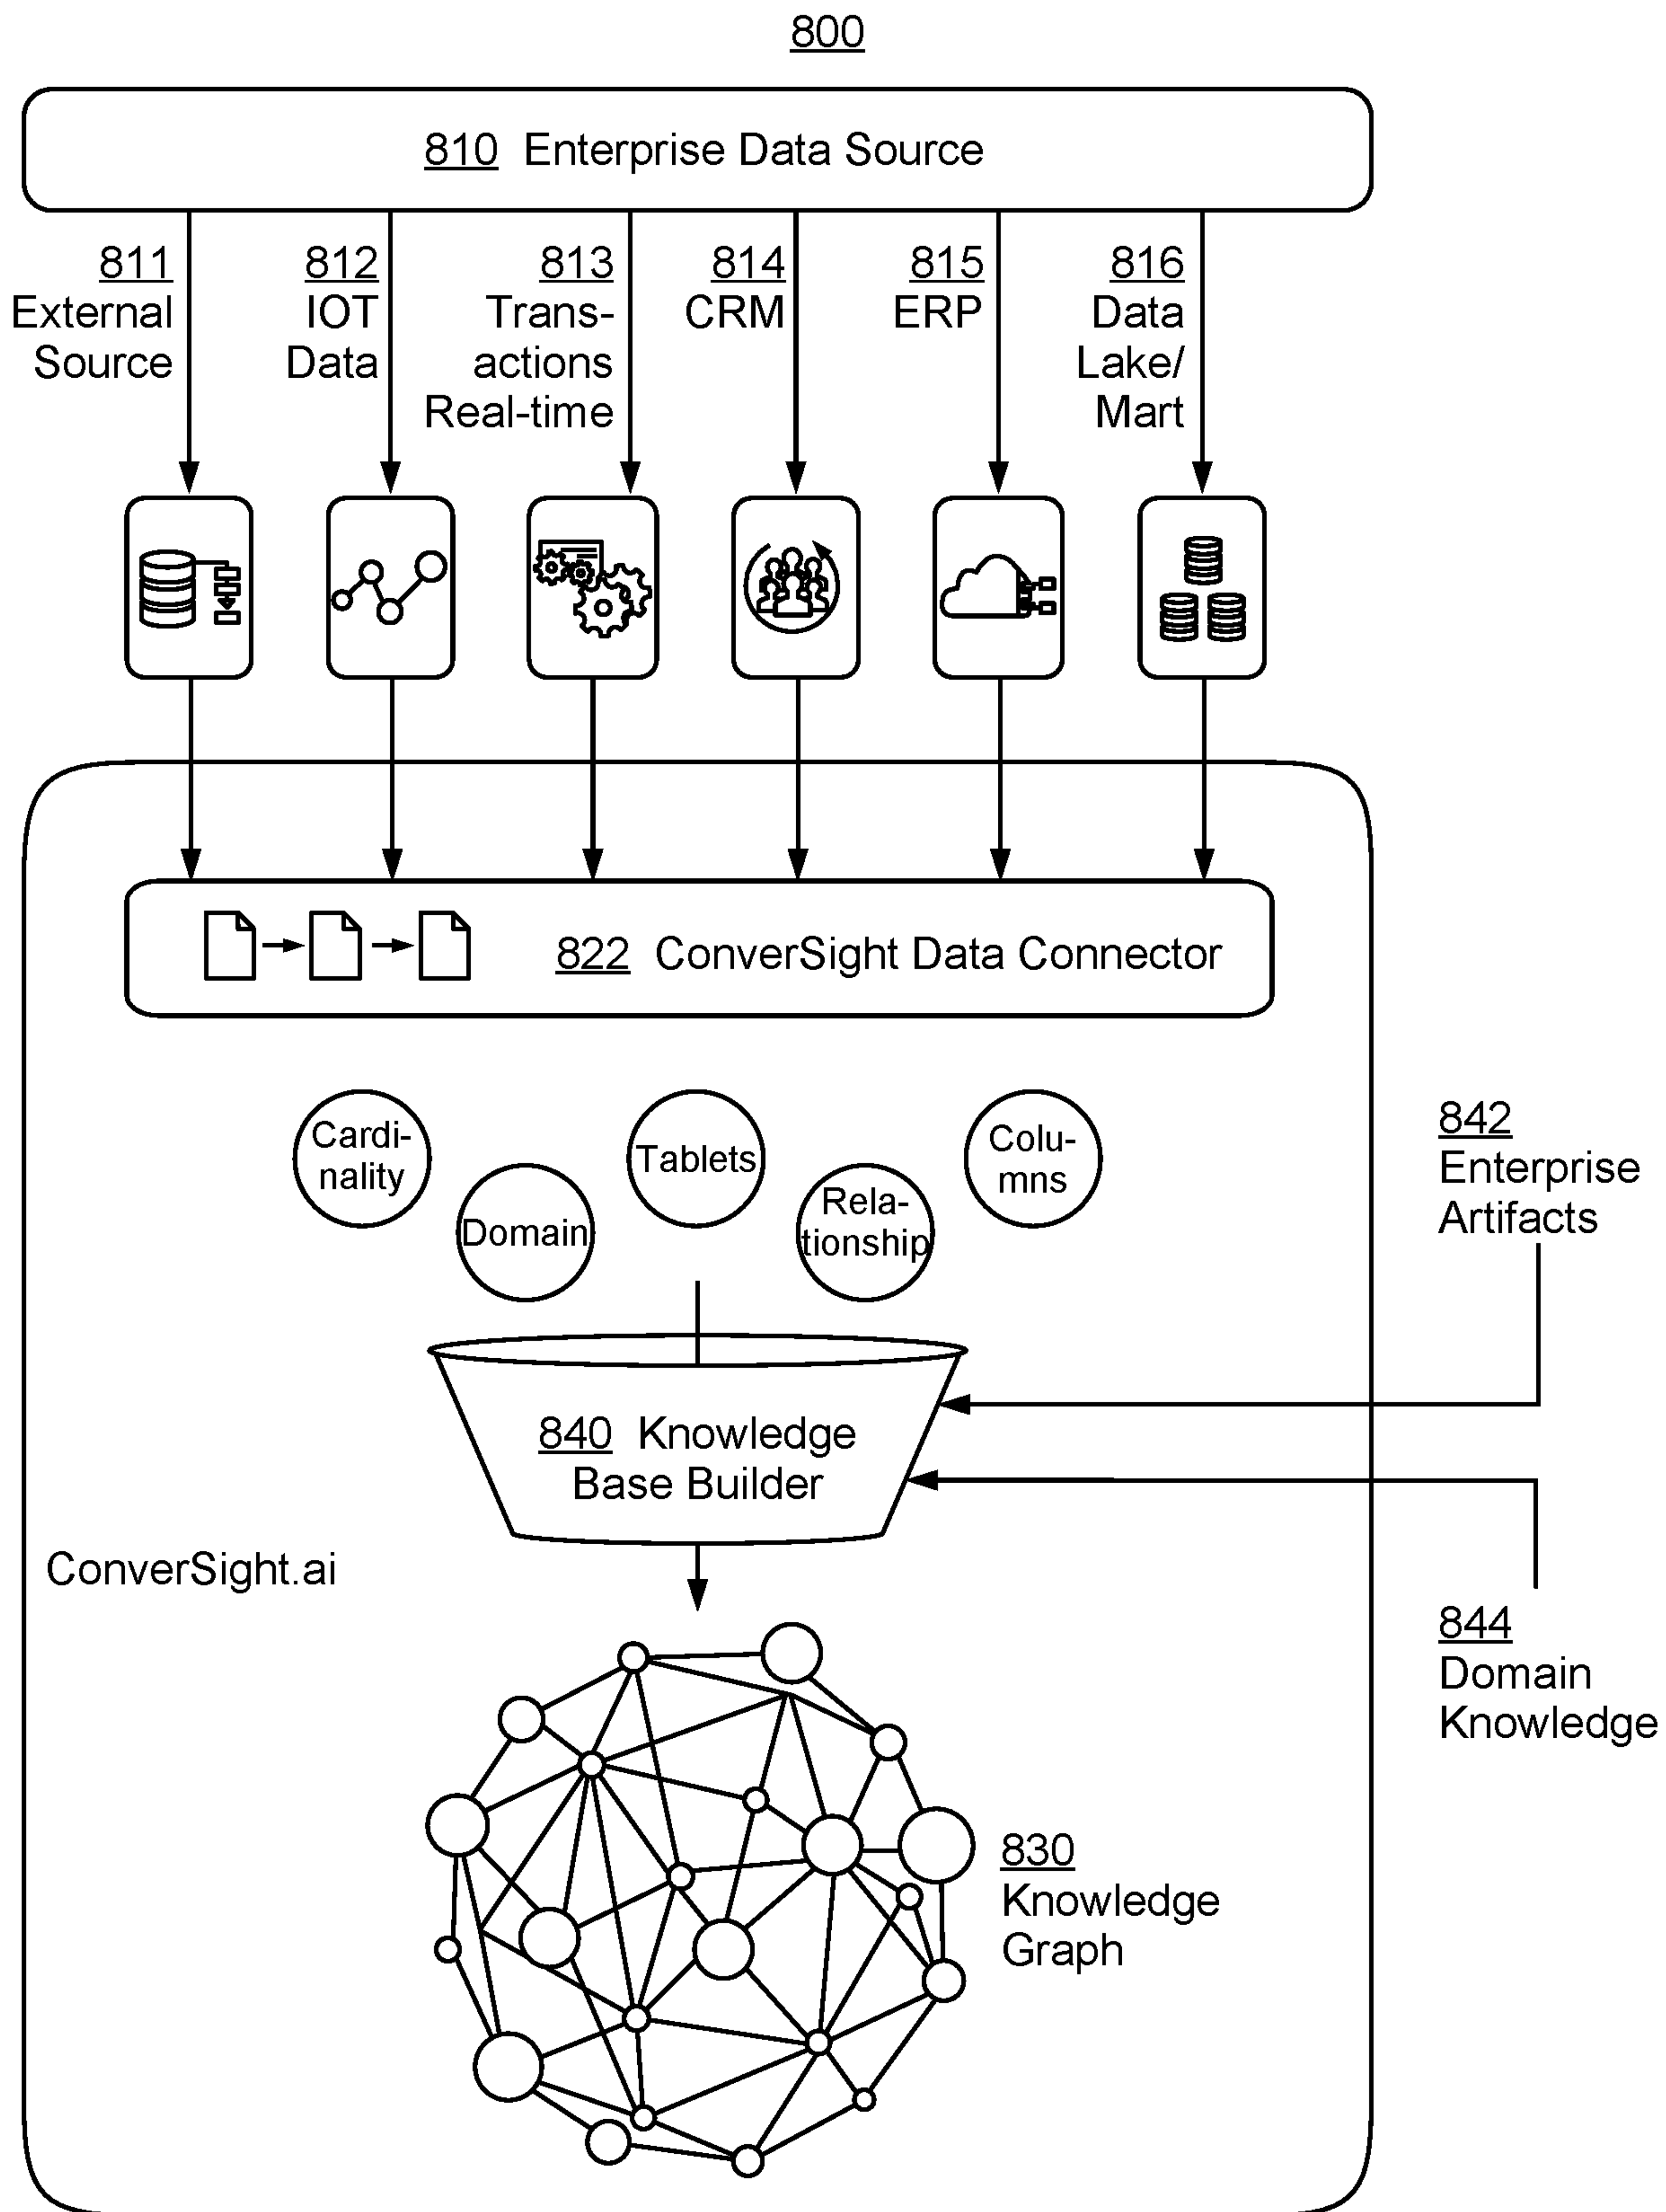 800
810 Enterprise Data Source
811
External
Source
812
IOT
Data
813
Trans-
actions
Real-time
814
CRM
815
ERP
816
Data
Lake/
Mart
822 ConverSight Data Connector
Cardi-
nality
Domain
Tablets
Rela-
tionship
Colu-
mns
842
Enterprise
Artifacts
840 Knowledge
Base Builder
ConverSight.ai
844
Domain
Knowledge
830
Knowledge
Graph